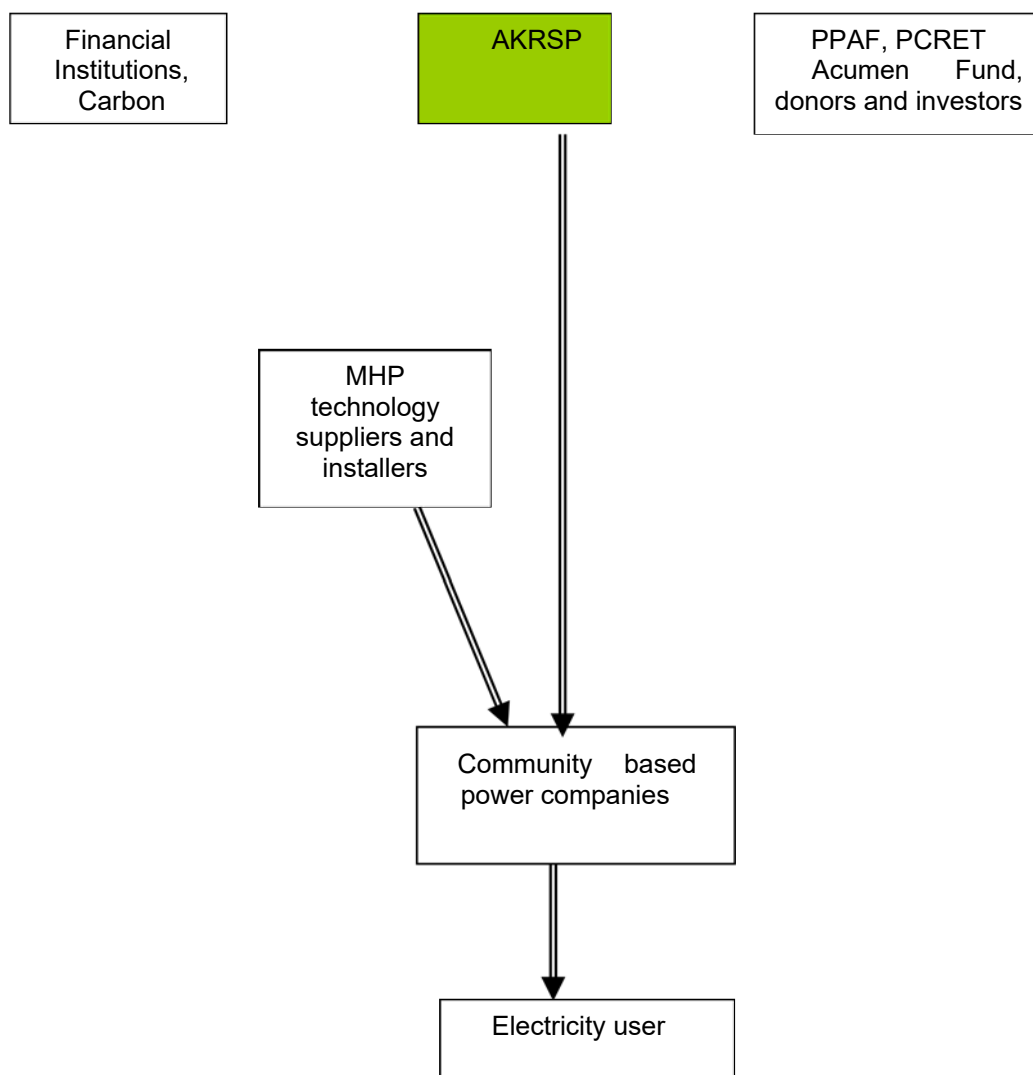 Financial
Institutions,
Carbon
AKRSP
PPAF, PCRET
Acumen Fund,
donors and investors
MHP
technology
suppliers and
installers
Community based
power companies
Electricity user